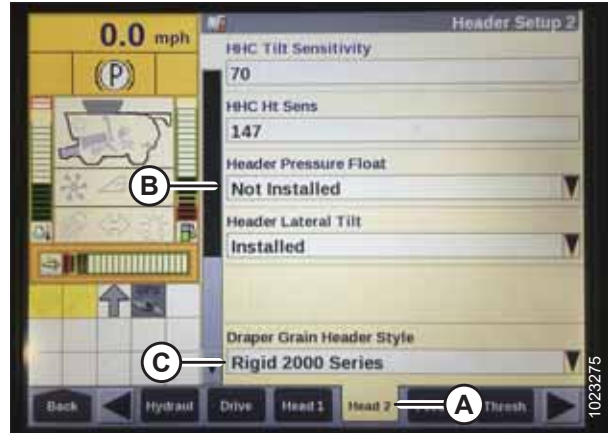 0.0 mph
Header Setup 2
(P)
HHC Tilt Sensitivity
70
HHC Ht Sens
147
Header Pressure Float
B
Not Installed
Header Lateral Tilt
Installed
Draper Grain Header Style
C
Rigid 2000 Series
Back
Hydraul
Drive
Head 1
Head 2
A
Thresh
1023275